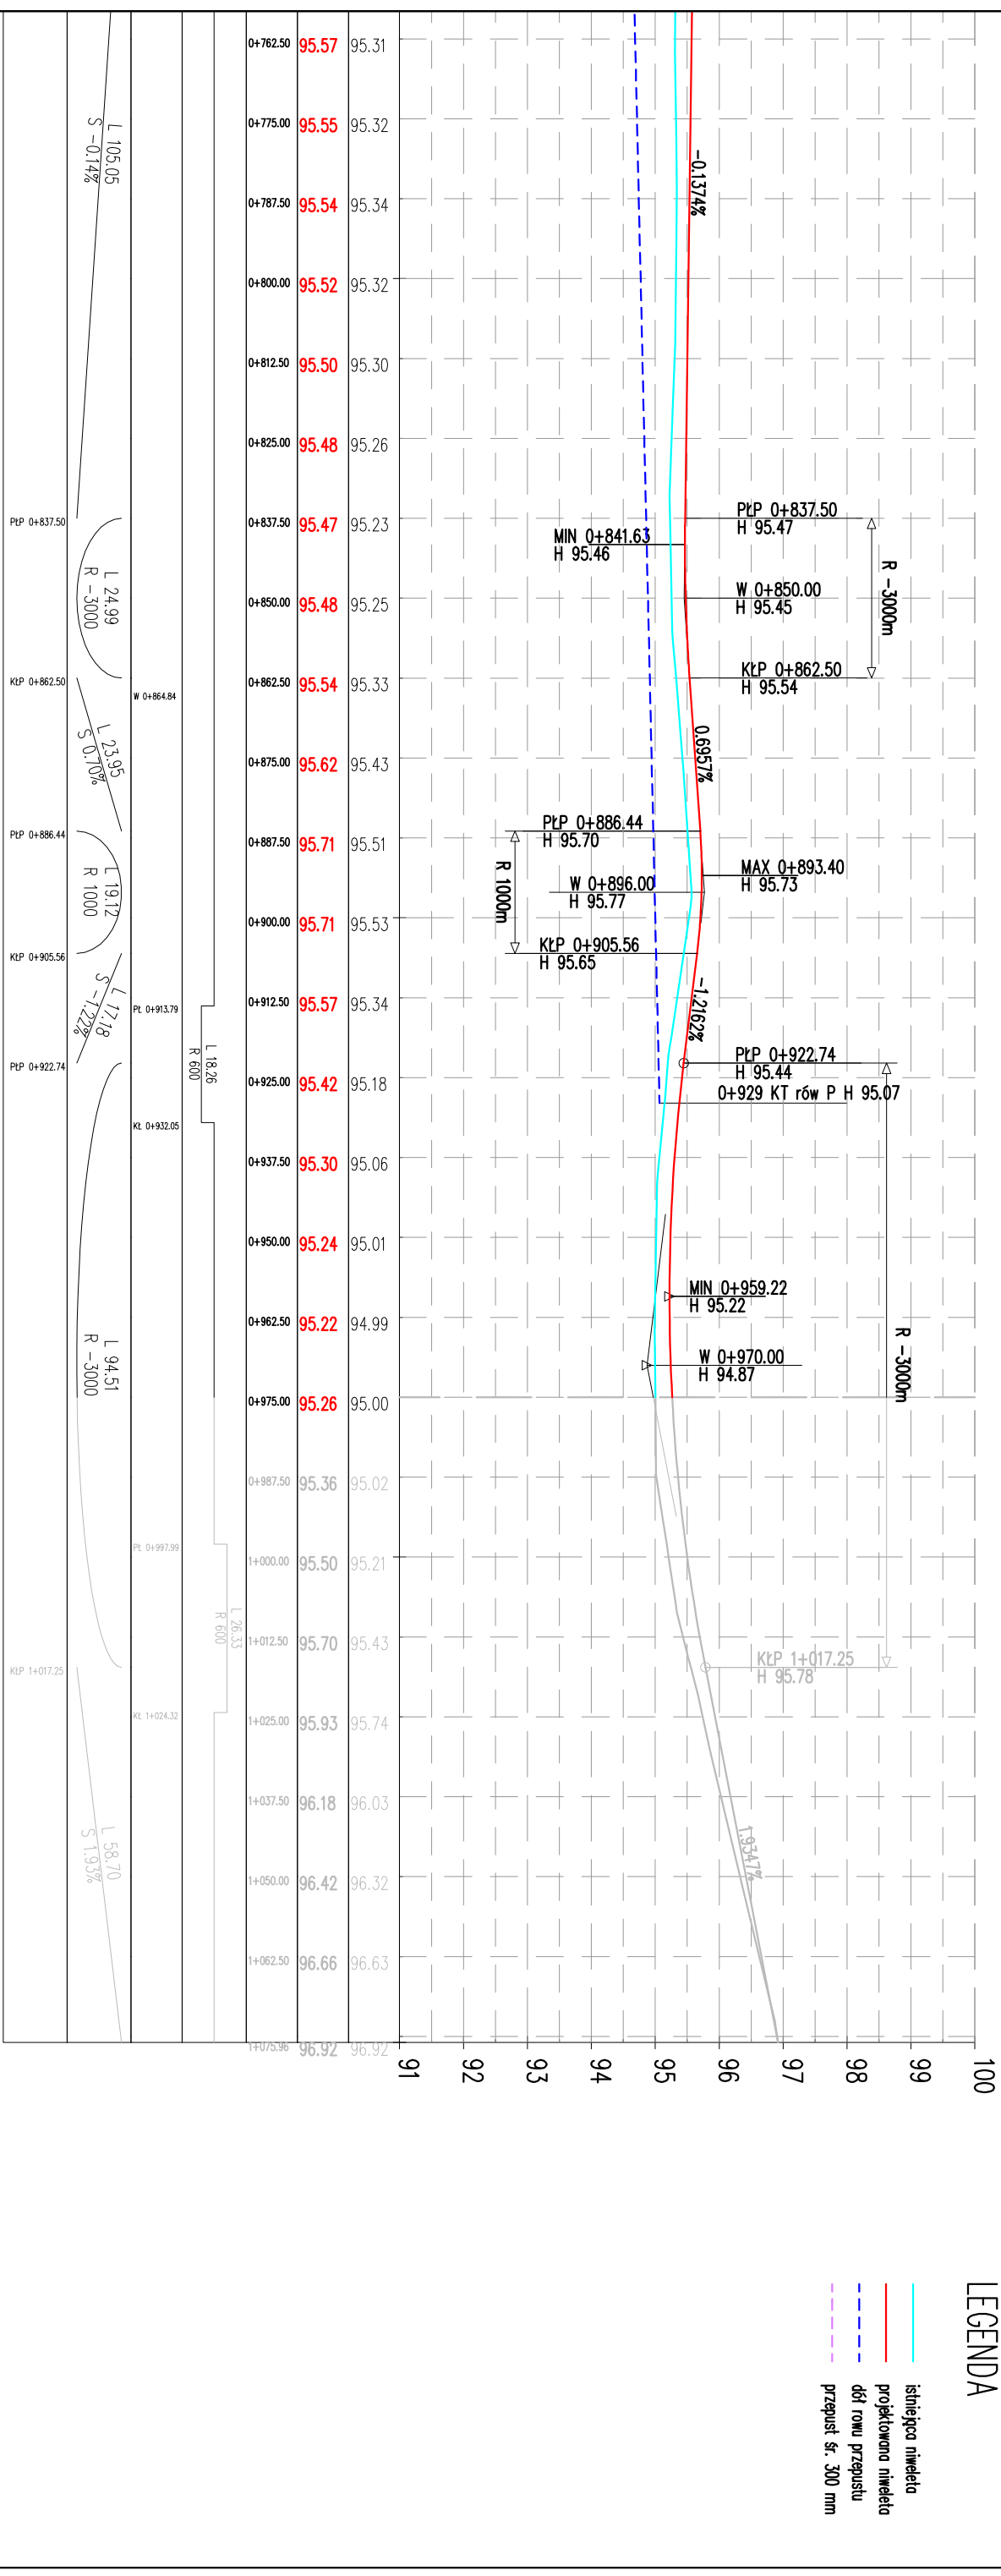 0+762.50 95.57 95.31
0+775.00 95.55 95.32
0+787.50 95.54 95.34
0+800.00 95.52 95.32
0+812.50 95.50 95.30
0+825.00 95.48 95.26
0+837.50 95.47 95.23
0+850.00 95.48 95.25
0+862.50 95.54 95.33
0+875.00 95.62 95.43
0+887.50 95.71 95.51
0+900.00 95.71 95.53
0+912.50 95.57 95.34
0+925.00 95.42 95.18
0+937.50 95.30 95.06
0+950.00 95.24 95.01
0+962.50 95.22 94.99
0+975.00 95.26 95.00
0+987.50 95.36 95.02
1+000.00 95.50 95.21
1+012.50 95.70 95.43
1+025.00 95.93 95.74
1+037.50 96.18 96.03
1+050.00 96.42 96.32
1+062.50 96.66 96.63
1+075.96 96.92 96.92
L 105.05
S -0.14%
PŁP 0+837.50
L 24.99
R -3000
KŁP 0+862.50
W 0+864.84
L 23.95
S 0.70%
PŁP 0+886.44
L 19.12
R 1000
KŁP 0+905.56
L 17.18
S -1.22%
PŁ 0+913.79
L 18.26
R 600
PŁP 0+922.74
KŁ 0+932.05
L 94.51
R -3000
PŁ 0+997.99
L 26.33
R 600
KŁP 1+017.25
KŁ 1+024.32
L 58.70
S 1.93%
-0.1374%
PŁP 0+837.50
H 95.47
MIN 0+841.63
H 95.46
W 0+850.00
H 95.45
R -3000m
KŁP 0+862.50
H 95.54
0.6957%
PŁP 0+886.44
H 95.70
MAX 0+893.40
H 95.73
W 0+896.00
H 95.77
R 1000m
KŁP 0+905.56
H 95.65
-1.2162%
PŁP 0+922.74
H 95.44
0+929 KT rów P H 95.07
MIN 0+959.22
H 95.22
W 0+970.00
H 94.87
R -3000m
KŁP 1+017.25
H 95.78
1.9347%
91
92
93
94
95
96
97
98
99
100
LEGENDA
istniejąca niweleta
projektowana niweleta
dół rowu przepustu
przepust śr. 300 mm